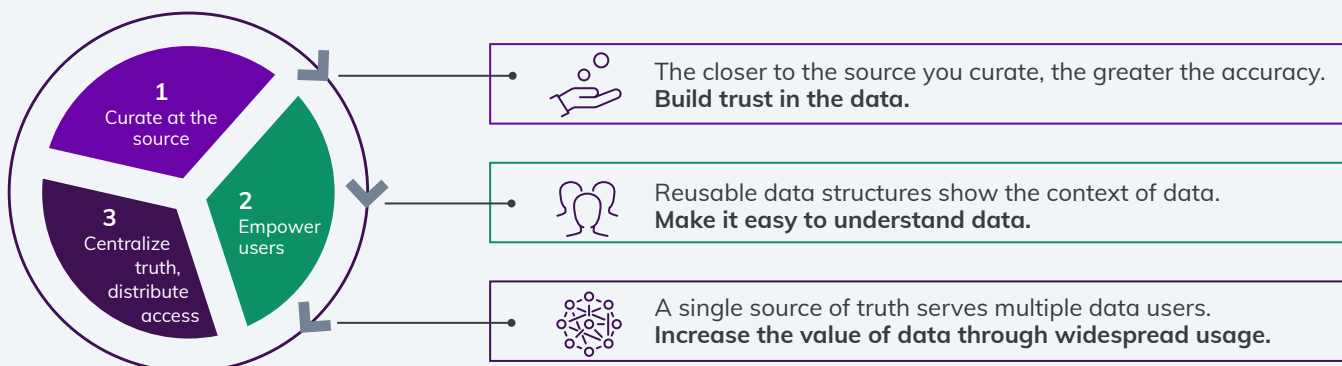 1
Curate at the
source
2
Empower
users
3
Centralize
truth,
distribute
access
The closer to the source you curate, the greater the accuracy.
Build trust in the data.
Reusable data structures show the context of data.
Make it easy to understand data.
A single source of truth serves multiple data users.
Increase the value of data through widespread usage.